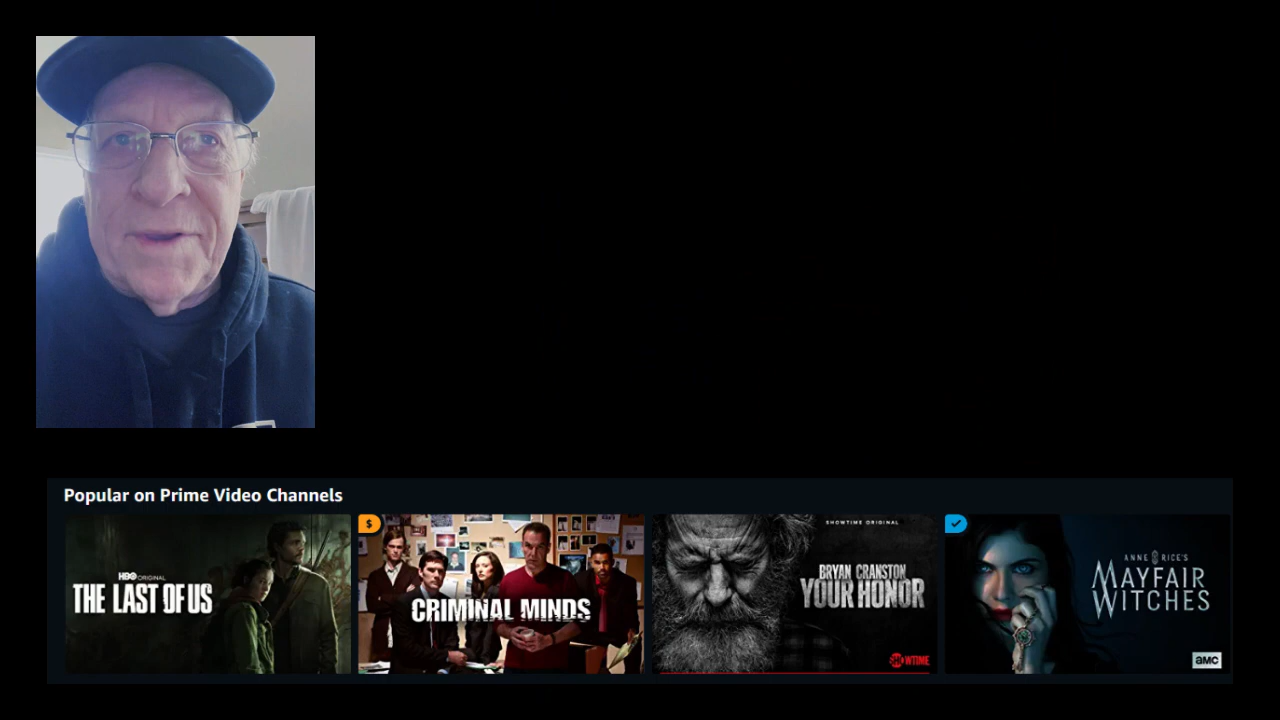 Popular on Prime Video Channels
HBO ORIGINAL
THE LAST OF US
$
CRIMINAL MINDS
SHOWTIME ORIGINAL
BRYAN CRANSTON
YOUR HONOR
SHOWTIME
ANNE RICE'S
MAYFAIR
WITCHES
aMC